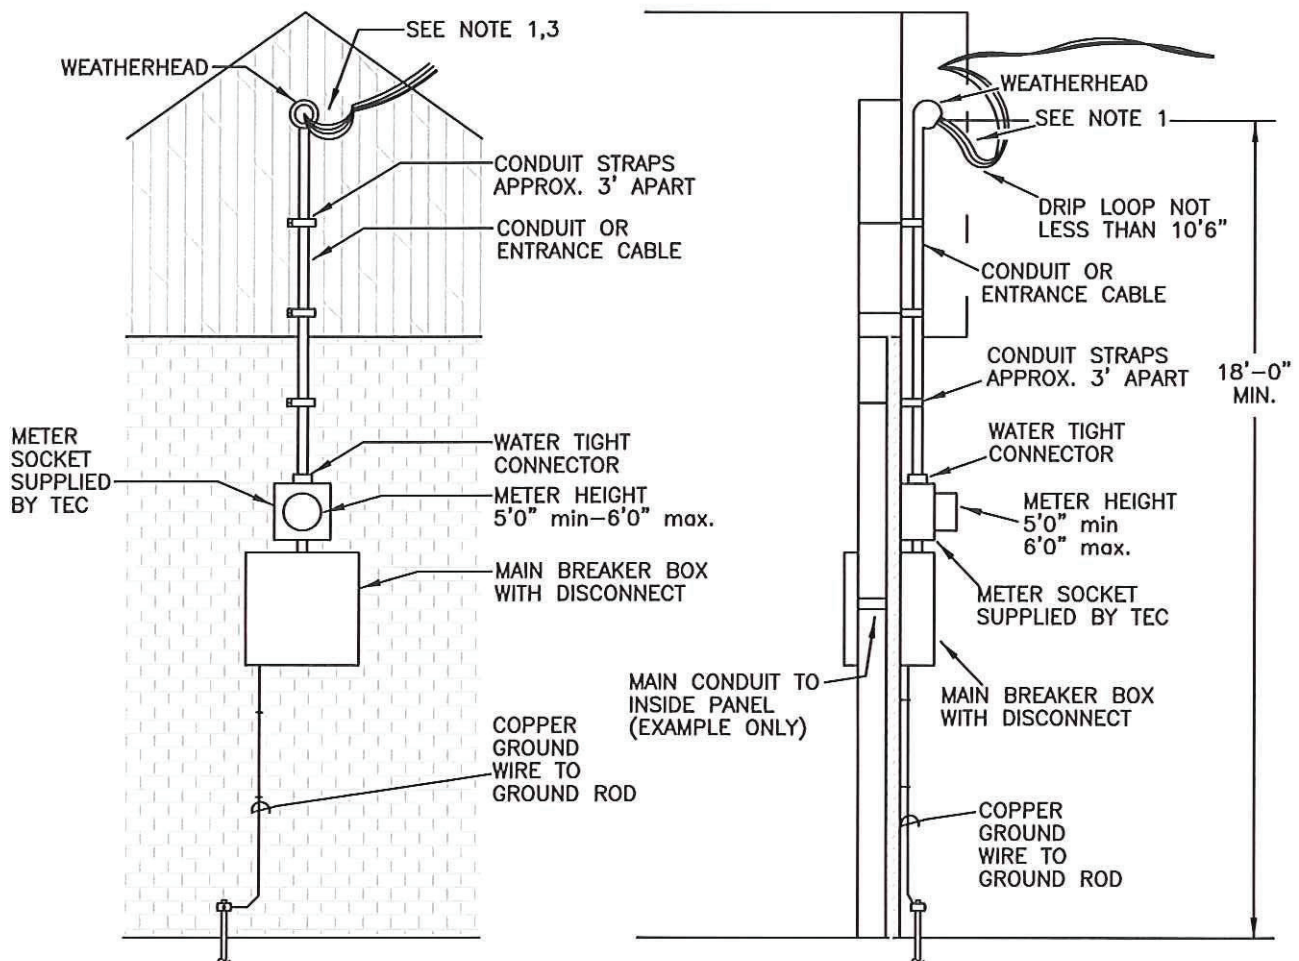 SEE NOTE 1,3
WEATHERHEAD
CONDUIT STRAPS
APPROX. 3' APART
CONDUIT OR
ENTRANCE CABLE
METER
SOCKET
SUPPLIED
BY TEC
WATER TIGHT
CONNECTOR
METER HEIGHT
5'0" min-6'0" max.
MAIN BREAKER BOX
WITH DISCONNECT
COPPER
GROUND
WIRE TO
GROUND ROD
WEATHERHEAD
SEE NOTE 1
DRIP LOOP NOT
LESS THAN 10'6"
CONDUIT OR
ENTRANCE CABLE
CONDUIT STRAPS
APPROX. 3' APART
18'-0"
MIN.
WATER TIGHT
CONNECTOR
METER HEIGHT
5'0" min
6'0" max.
METER SOCKET
SUPPLIED BY TEC
MAIN CONDUIT TO
INSIDE PANEL
(EXAMPLE ONLY)
MAIN BREAKER BOX
WITH DISCONNECT
COPPER
GROUND
WIRE TO
GROUND ROD